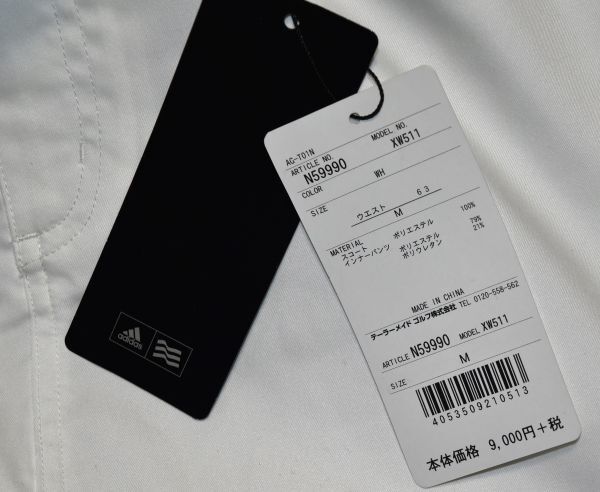 adidas
AG-T01N
ARTICLE NO. MODEL NO.
N59990 XW511
COLOR WH
SIZE
ウエスト 63
M
MATERIAL
スコート ポリエステル 100%
インナーパンツ ポリエステル 79%
ポリウレタン 21%
MADE IN CHINA
テーラーメイド ゴルフ株式会社 TEL 0120-558-562
ARTICLE N59990 MODEL XW511
SIZE M
4053509210513
本体価格 9,000円+税